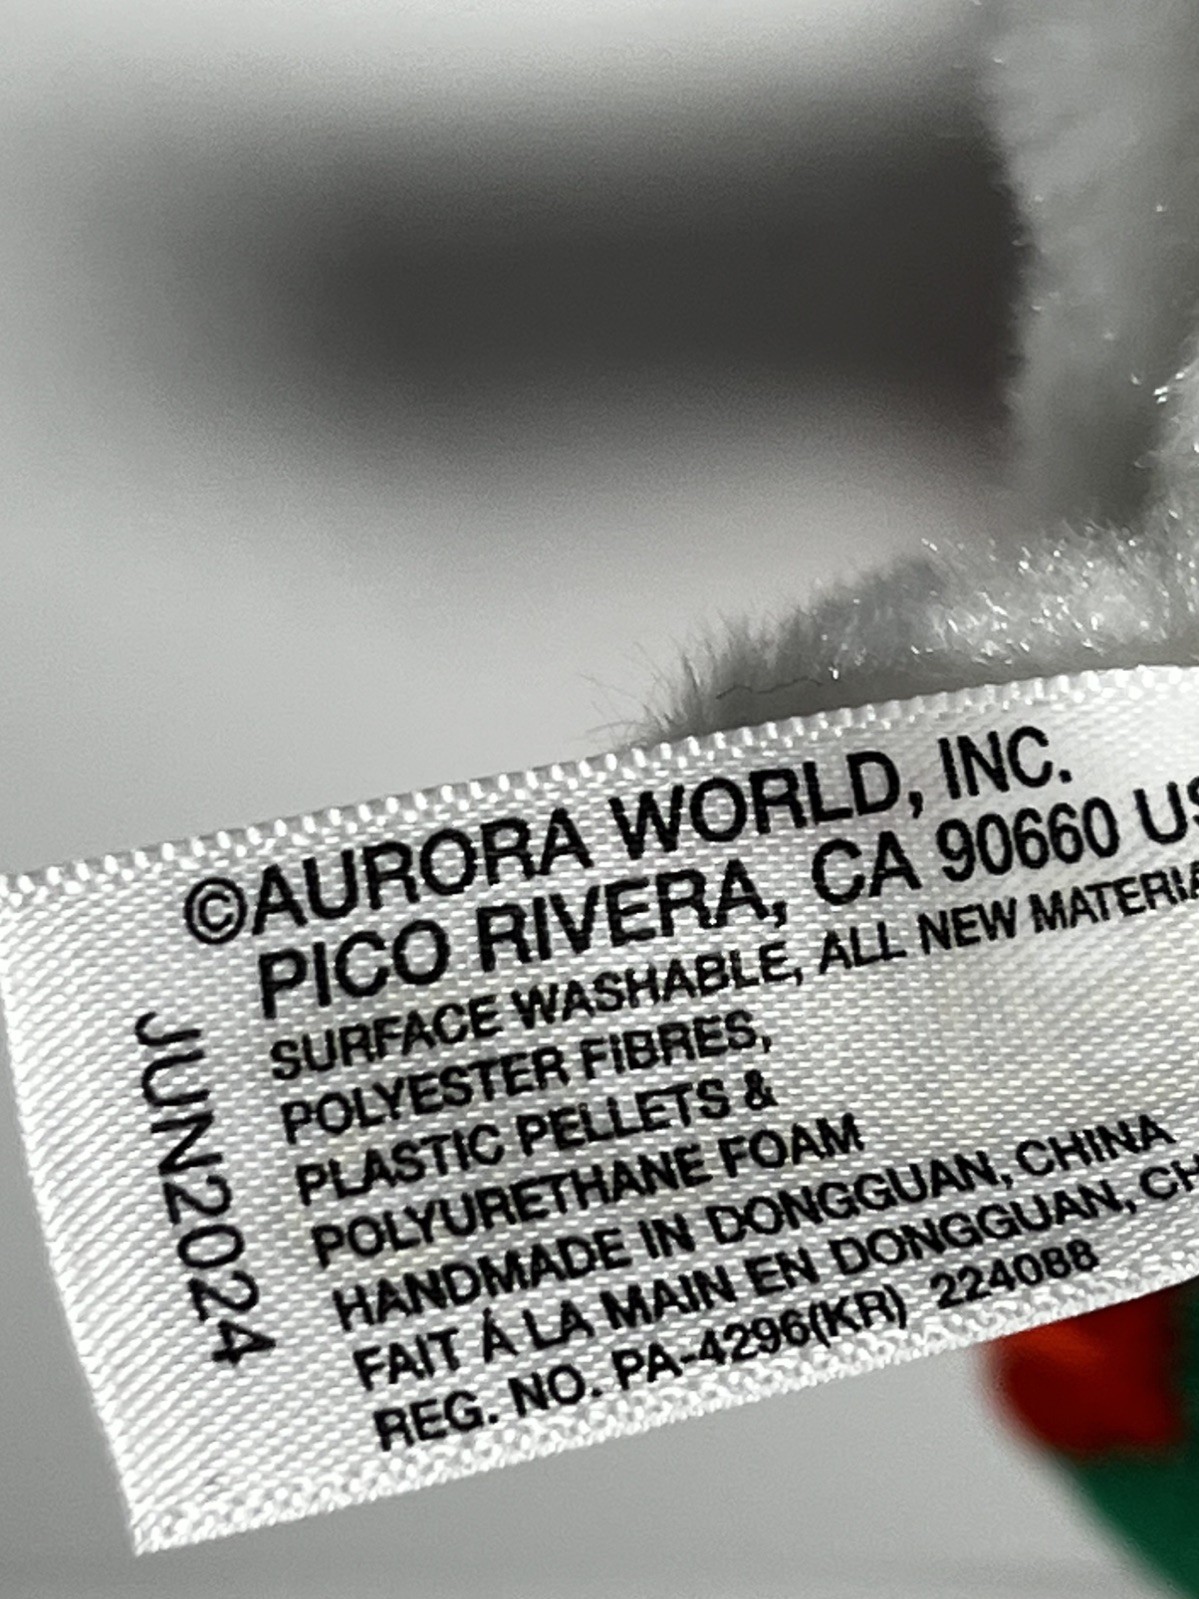 ©AURORA WORLD, INC.
PICO RIVERA, CA 90660
SURFACE WASHABLE, ALL NEW
POLYESTER FIBRES,
PLASTIC PELLETS &
POLYURETHANE FOAM
HANDMADE IN DONGGUAN, CHINA
FAIT Á LA MAIN EN DONGGUAN,
REG. NO. PA-4296(KR) 224088
JUN2024